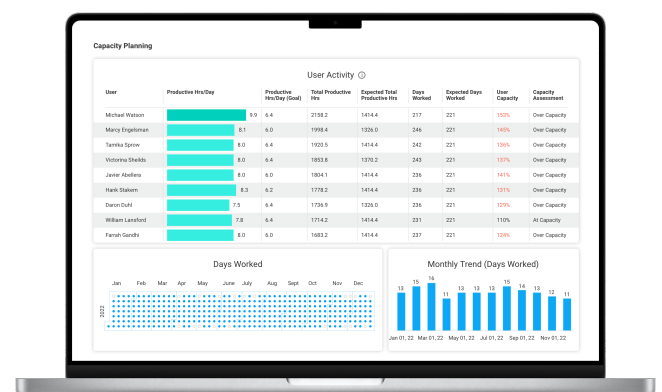 Capacity Planning
User Activity
User Productive Hrs/Day Productive Hrs/Day (Goal) Total Productive Hrs Expected Total Productive Hrs Days Worked Expected Days Worked User Capacity Capacity Assessment
Michael Watson 9.9 6.4 2158.2 1414.4 217 221 153% Over Capacity
Marcy Engelsman 8.1 6.0 1998.4 1326.0 246 221 145% Over Capacity
Tamika Sprow 8.0 6.4 1920.5 1414.4 242 221 136% Over Capacity
Victorina Sheilds 8.0 6.4 1853.8 1370.2 243 221 137% Over Capacity
Javier Abellera 8.0 6.0 1804.1 1414.4 236 221 141% Over Capacity
Hank Stakem 8.3 6.2 1778.2 1414.4 236 221 131% Over Capacity
Daron Duhl 7.5 6.4 1736.9 1326.0 236 221 129% Over Capacity
William Lansford 7.8 6.4 1714.2 1414.4 231 221 110% At Capacity
Farrah Gandhi 8.0 6.0 1683.2 1414.4 237 221 124% Over Capacity
Days Worked
Jan Feb Mar Apr May June July Aug Sept Oct Nov Dec
2022
Monthly Trend (Days Worked)
13 15 16 11 13 13 13 15 14 13 12 11
Jan 01, 22 Mar 01, 22 May 01, 22 Jul 01, 22 Sep 01, 22 Nov 01, 22